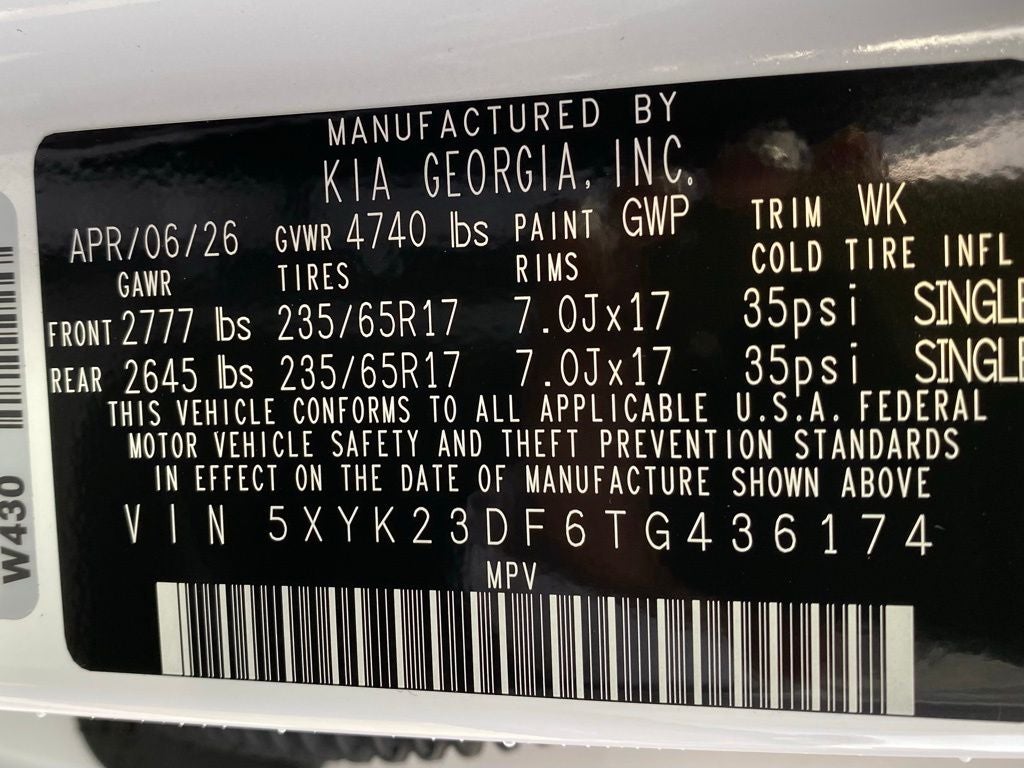 MANUFACTURED BY
KIA GEORGIA, INC.
APR/06/26 GVWR 4740 lbs PAINT GWP TRIM WK
GAWR TIRES RIMS COLD TIRE INFL
FRONT 2777 lbs 235/65R17 7.0Jx17 35psi SINGLE
REAR 2645 lbs 235/65R17 7.0Jx17 35psi SINGLE
THIS VEHICLE CONFORMS TO ALL APPLICABLE U.S.A. FEDERAL
MOTOR VEHICLE SAFETY AND THEFT PREVENTION STANDARDS
IN EFFECT ON THE DATE OF MANUFACTURE SHOWN ABOVE
VIN 5XYK23DF6TG436174
MPV
W430